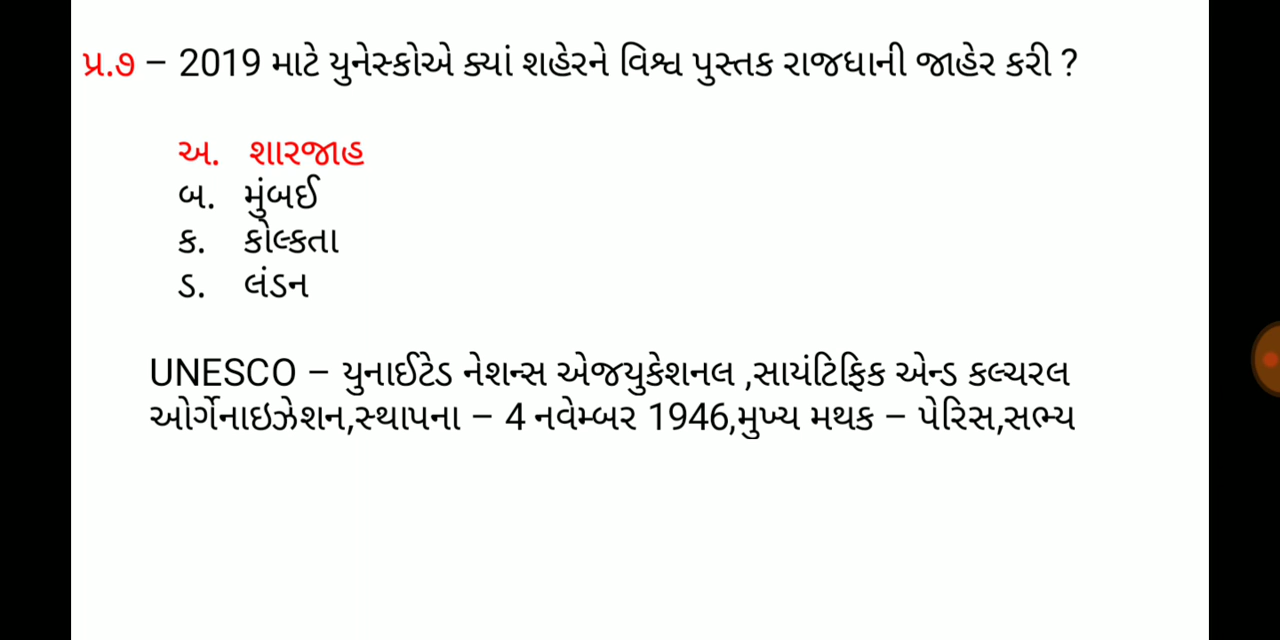 પ્ર.૭ – 2019 માટે યુનેસ્કોએ ક્યાં શહેરને વિશ્વ પુસ્તક રાજધાની જાહેર કરી ?
અ. શારજાહ
બ. મુંબઈ
ક. કોલ્કતા
ડ. લંડન
UNESCO – યુનાઈટેડ નેશન્સ એજયુકેશનલ ,સાયંટિફિક એન્ડ કલ્ચરલ
ઓર્ગેનાઇઝેશન,સ્થાપના – 4 નવેમ્બર 1946,મુખ્ય મથક – પેરિસ,સભ્ય